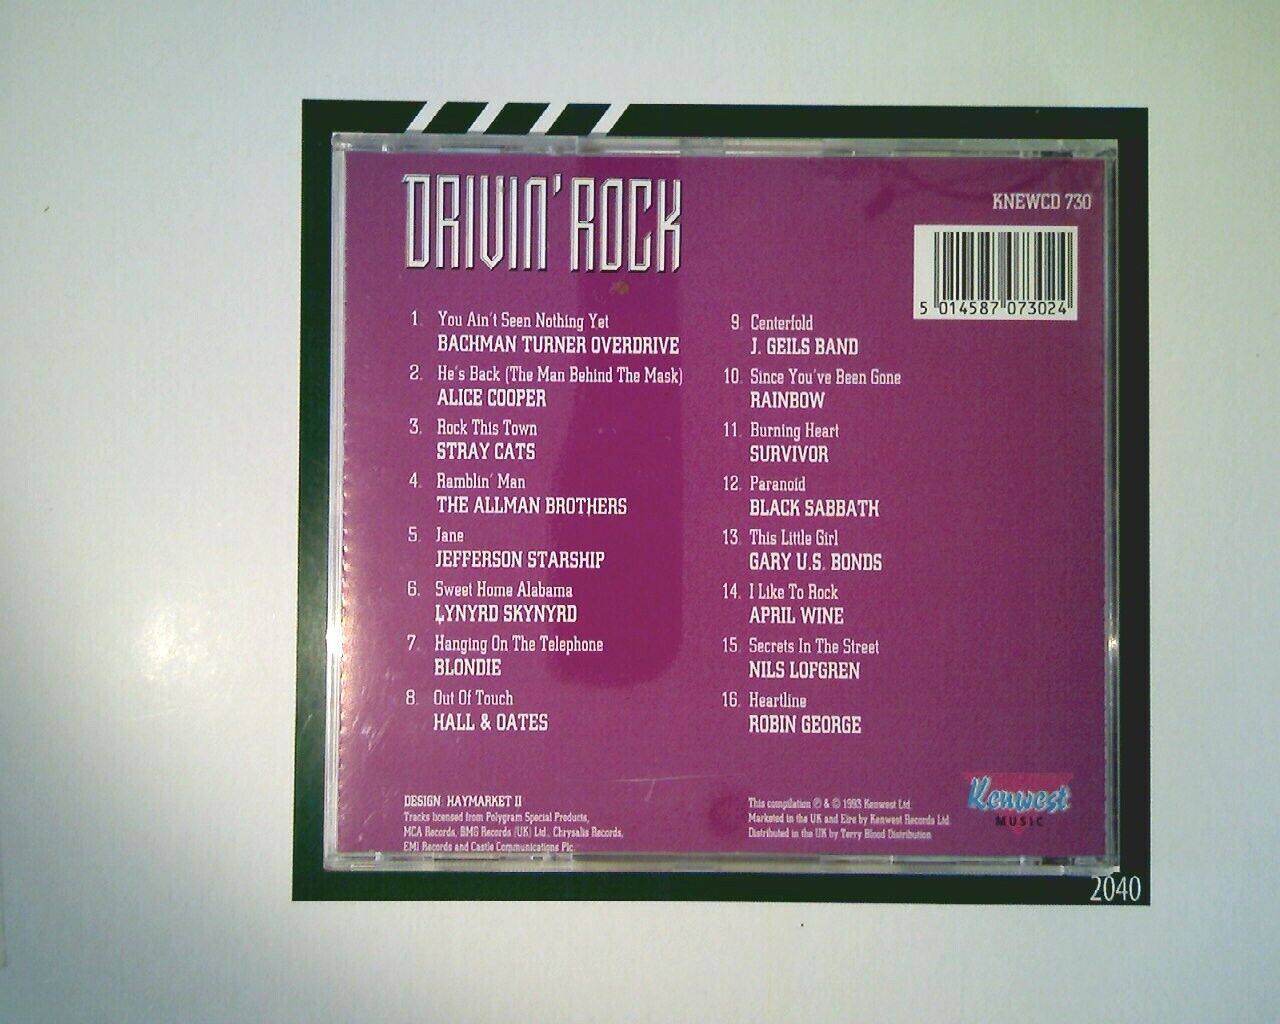 DRIVIN' ROCK
KNEWCD 730
5 014587 073024
1. You Ain't Seen Nothing Yet
BACHMAN TURNER OVERDRIVE
2. He's Back (The Man Behind The Mask)
ALICE COOPER
3. Rock This Town
STRAY CATS
4. Ramblin' Man
THE ALLMAN BROTHERS
5. Jane
JEFFERSON STARSHIP
6. Sweet Home Alabama
LYNYRD SKYNYRD
7. Hanging On The Telephone
BLONDIE
8. Out Of Touch
HALL & OATES
9. Centerfold
J. GEILS BAND
10. Since You've Been Gone
RAINBOW
11. Burning Heart
SURVIVOR
12. Paranoid
BLACK SABBATH
13. This Little Girl
GARY U.S. BONDS
14. I Like To Rock
APRIL WINE
15. Secrets In The Street
NILS LOFGREN
16. Heartline
ROBIN GEORGE
DESIGN: HAYMARKET II
Tracks licensed from Polygram Special Products,
MCA Records, BMG Records (UK) Ltd., Chrysalis Records,
EMI Records and Castle Communications Plc.
This compilation ℗ & © 1993 Kenwest Ltd.
Marketed in the UK and Eire by Kenwest Records Ltd.
Distributed in the UK by Terry Blood Distribution
Kenwest
MUSIC
2040